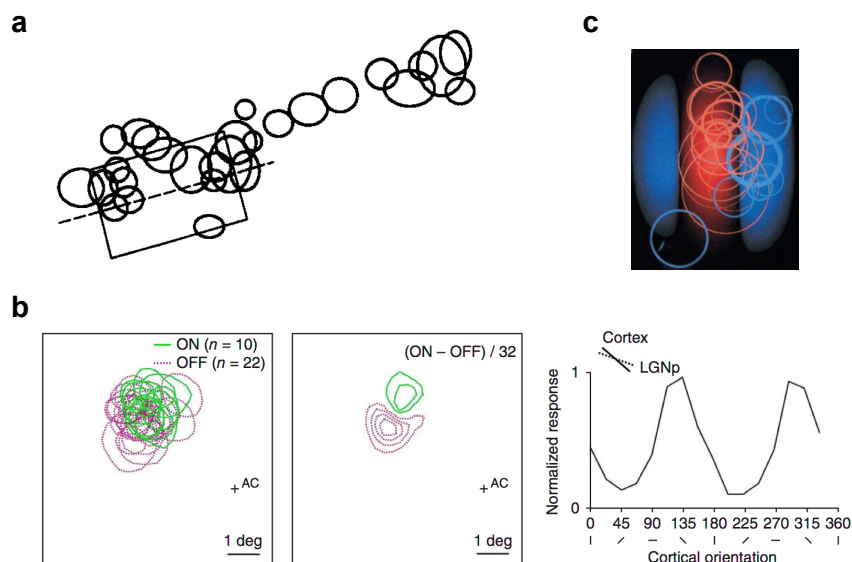 a
c
b
ON (n = 10)
OFF (n = 22)
+ AC
1 deg
(ON – OFF) / 32
+ AC
1 deg
Cortex
LGNp
Normalized response
1
0
0 45 90 135 180 225 270 315 360
Cortical orientation